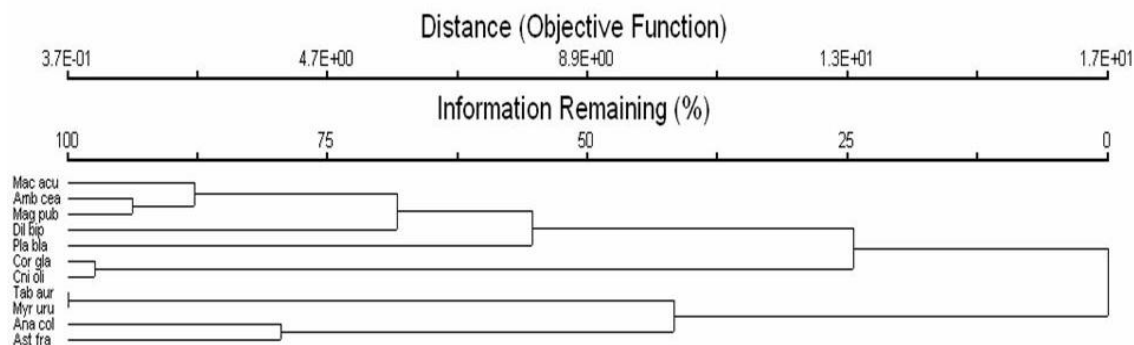 Distance (Objective Function)
3.7E-01 4.7E+00 8.9E+00 1.3E+01 1.7E+01
Information Remaining (%)
100 75 50 25 0
Mac acu
Amb cea
Mag pub
Dil bip
Pla bla
Cor gla
Cni oli
Tab aur
Myr uru
Ana col
Ast fra